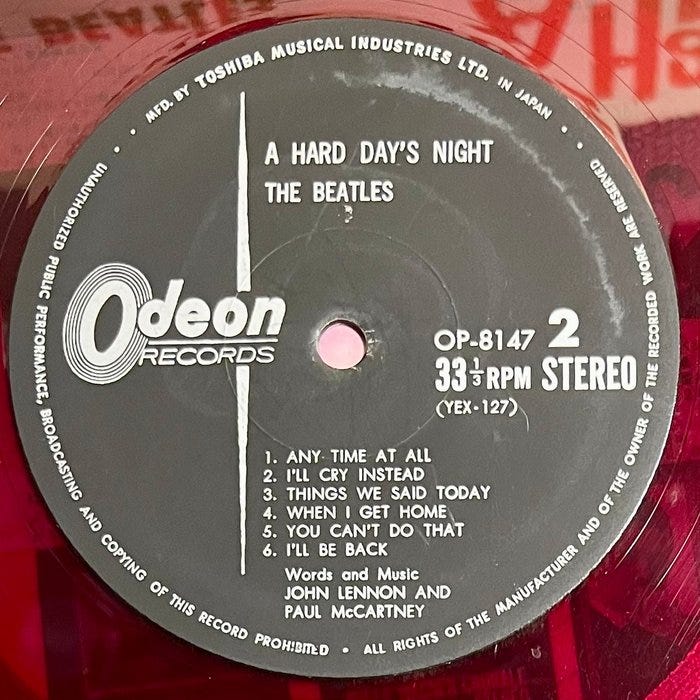 MFD. BY TOSHIBA MUSICAL INDUSTRIES LTD. IN JAPAN
A HARD DAY'S NIGHT
THE BEATLES
Odeon
RECORDS
OP-8147 2
33 1/3 RPM STEREO
(YEX·127)
1. ANY TIME AT ALL
2. I'LL CRY INSTEAD
3. THINGS WE SAID TODAY
4. WHEN I GET HOME
5. YOU CAN'T DO THAT
6. I'LL BE BACK
Words and Music
JOHN LENNON AND
PAUL McCARTNEY
UNAUTHORIZED PUBLIC PERFORMANCE, BROADCASTING AND COPYING OF THIS RECORD PROHIBITED • ALL RIGHTS OF THE MANUFACTURER AND OF THE OWNER OF THE RECORDED WORK ARE RESERVED
BEATLES